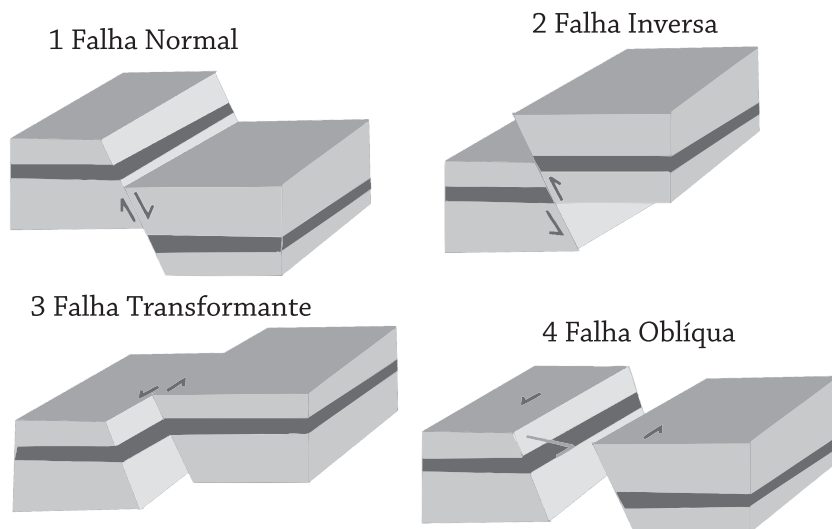 1 Falha Normal
2 Falha Inversa
3 Falha Transformante
4 Falha Oblíqua